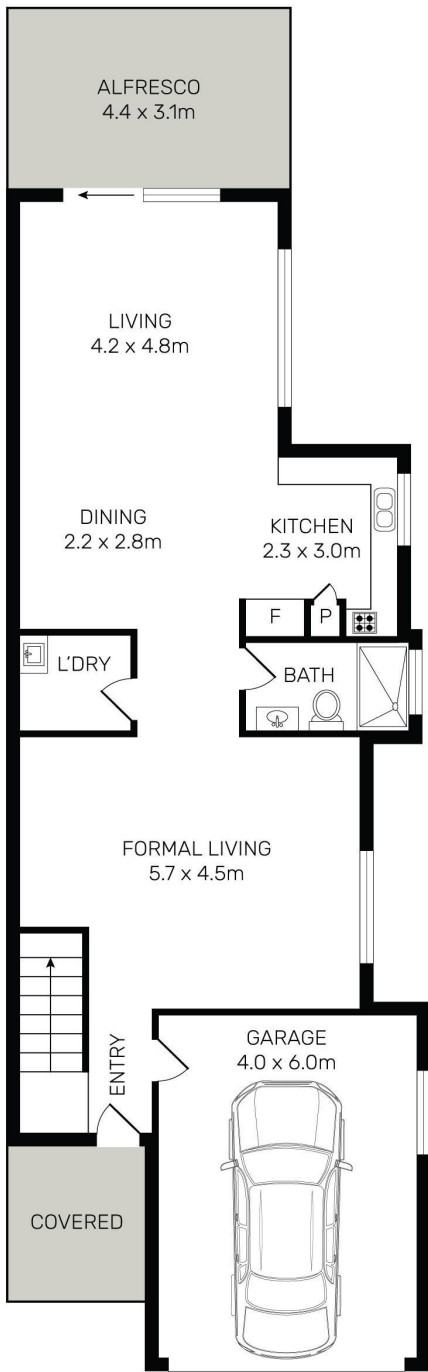 ALFRESCO
4.4 x 3.1m
LIVING
4.2 x 4.8m
DINING
2.2 x 2.8m
KITCHEN
2.3 x 3.0m
F
P
L'DRY
BATH
FORMAL LIVING
5.7 x 4.5m
ENTRY
GARAGE
4.0 x 6.0m
COVERED